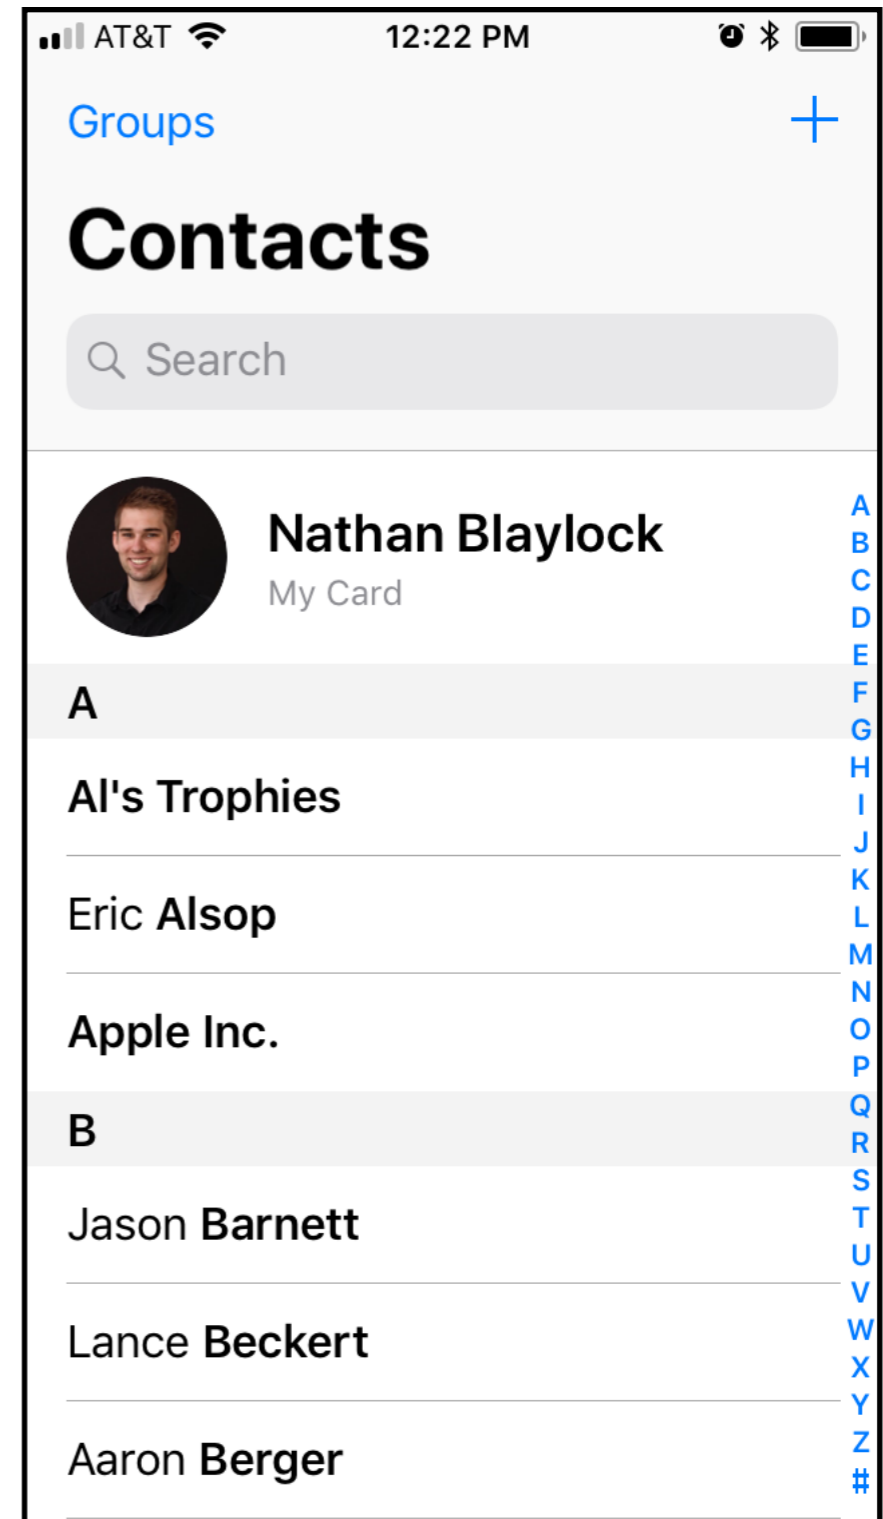 AT&T 12:22 PM
Groups
Contacts
Search
Nathan Blaylock
My Card
A
Al's Trophies
Eric Alsop
Apple Inc.
B
Jason Barnett
Lance Beckert
Aaron Berger
A
B
C
D
E
F
G
H
I
J
K
L
M
N
O
P
Q
R
S
T
U
V
W
X
Y
Z
#